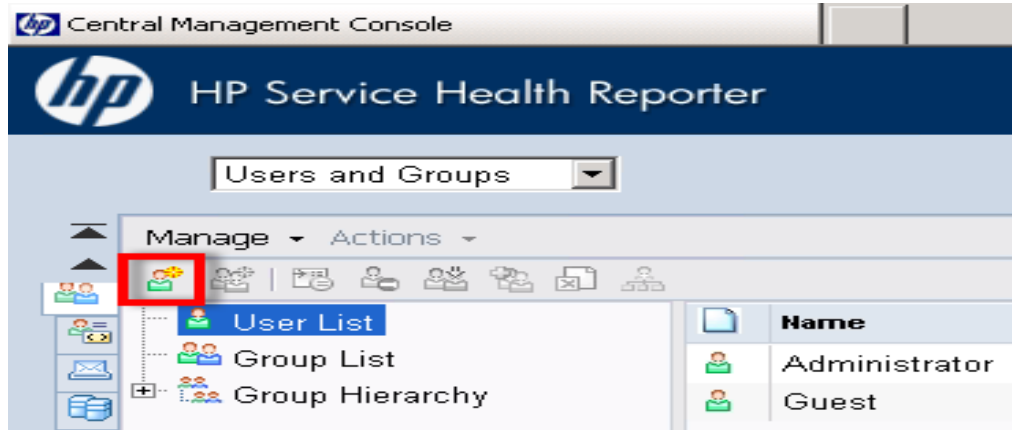 Central Management Console
hp HP Service Health Reporter
Users and Groups
Manage Actions
User List
Group List
Group Hierarchy
Name
Administrator
Guest